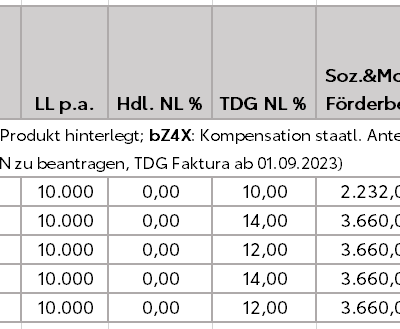 Soz.&Mo
LL p.a. Hdl. NL % TDG NL % Förderbe
Produkt hinterlegt; bZ4X: Kompensation staatl. Ante
N zu beantragen, TDG Faktura ab 01.09.2023)
10.000 0,00 10,00 2.232,0
10.000 0,00 14,00 3.660,0
10.000 0,00 12,00 3.660,0
10.000 0,00 14,00 3.660,0
10.000 0,00 12,00 3.660,0